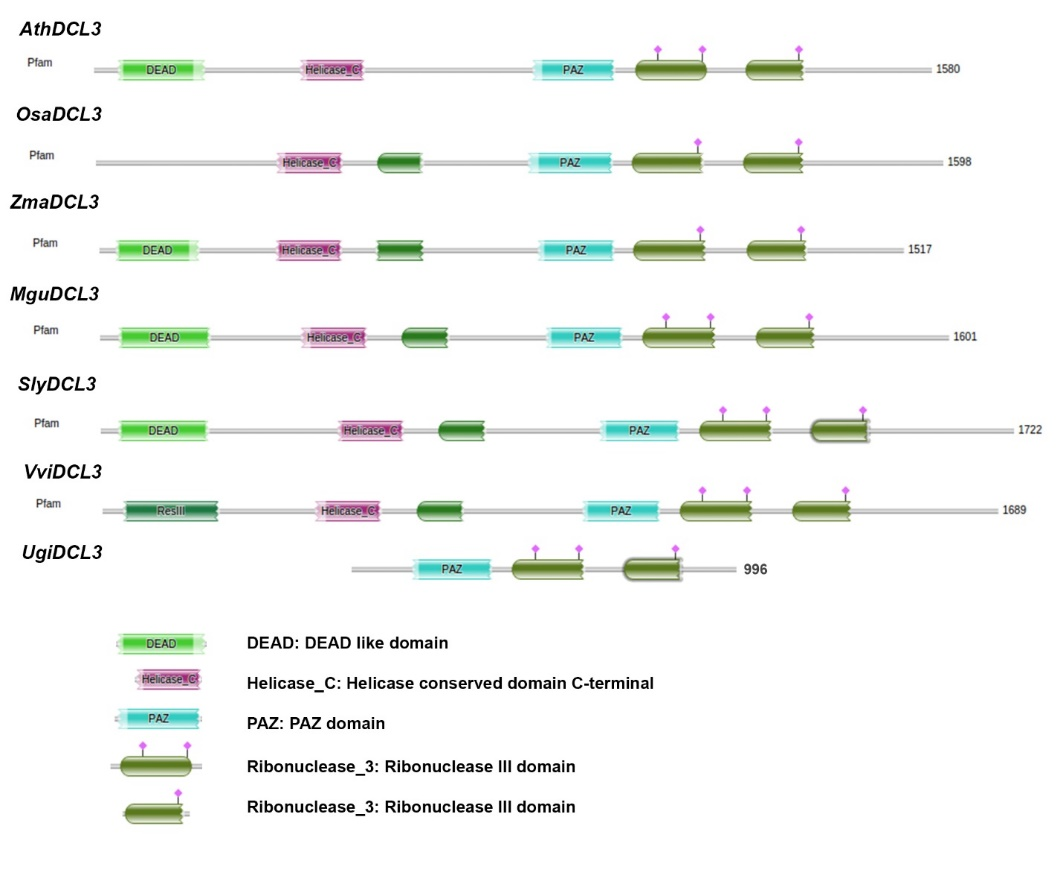 AthDCL3
Pfam DEAD Helicase_C PAZ 1580
OsaDCL3
Pfam Helicase_C PAZ 1598
ZmaDCL3
Pfam DEAD Helicase_C PAZ 1517
MguDCL3
Pfam DEAD Helicase_C PAZ 1601
SlyDCL3
Pfam DEAD Helicase_C PAZ 1722
VviDCL3
Pfam ResIII Helicase_C PAZ 1689
UgiDCL3
PAZ 996
DEAD DEAD: DEAD like domain
Helicase_C Helicase_C: Helicase conserved domain C-terminal
PAZ PAZ: PAZ domain
Ribonuclease_3: Ribonuclease III domain
Ribonuclease_3: Ribonuclease III domain